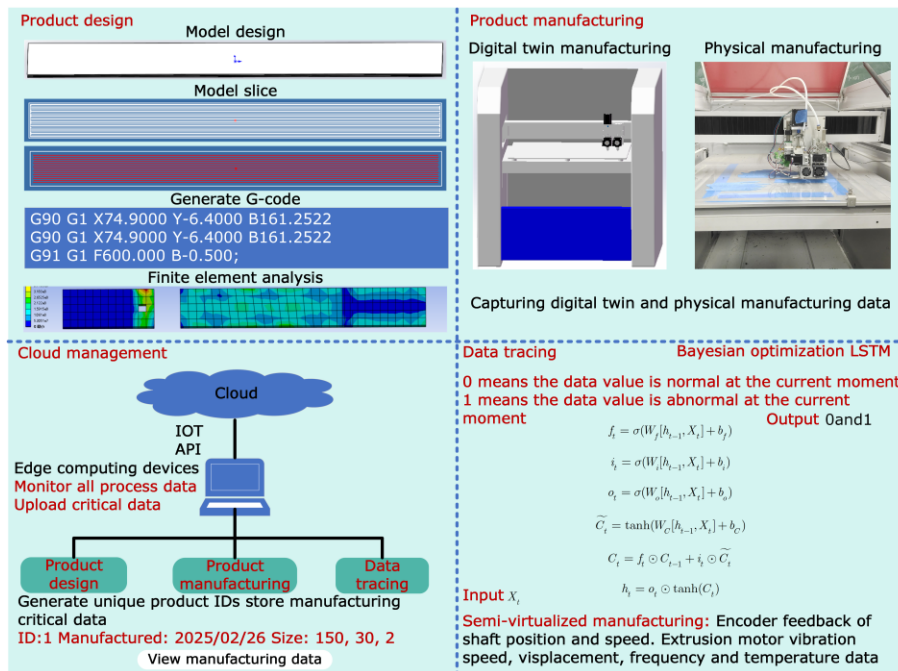 Product design
Model design
Model slice
Generate G-code
G90 G1 X74.9000 Y-6.4000 B161.2522
G90 G1 X74.9000 Y-6.4000 B161.2522
G91 G1 F600.000 B-0.500;
Finite element analysis
Product manufacturing
Digital twin manufacturing
Physical manufacturing
Capturing digital twin and physical manufacturing data
Cloud management
Cloud
IOT
API
Edge computing devices
Monitor all process data
Upload critical data
Product
design
Product
manufacturing
Data
tracing
Generate unique product IDs store manufacturing
critical data
ID:1 Manufactured: 2025/02/26 Size: 150, 30, 2
View manufacturing data
Data tracing
Bayesian optimization LSTM
0 means the data value is normal at the current moment
1 means the data value is abnormal at the current
moment
Output 0and1
f_t = σ(W_f[h_{t-1}, X_t] + b_f)
i_t = σ(W_i[h_{t-1}, X_t] + b_i)
o_t = σ(W_o[h_{t-1}, X_t] + b_o)
C̃_t = tanh(W_C[h_{t-1}, X_t] + b_C)
C_t = f_t ⊙ C_{t-1} + i_t ⊙ C̃_t
h_t = o_t ⊙ tanh(C_t)
Input X_t
Semi-virtualized manufacturing: Encoder feedback of
shaft position and speed. Extrusion motor vibration
speed, visplacement, frequency and temperature data